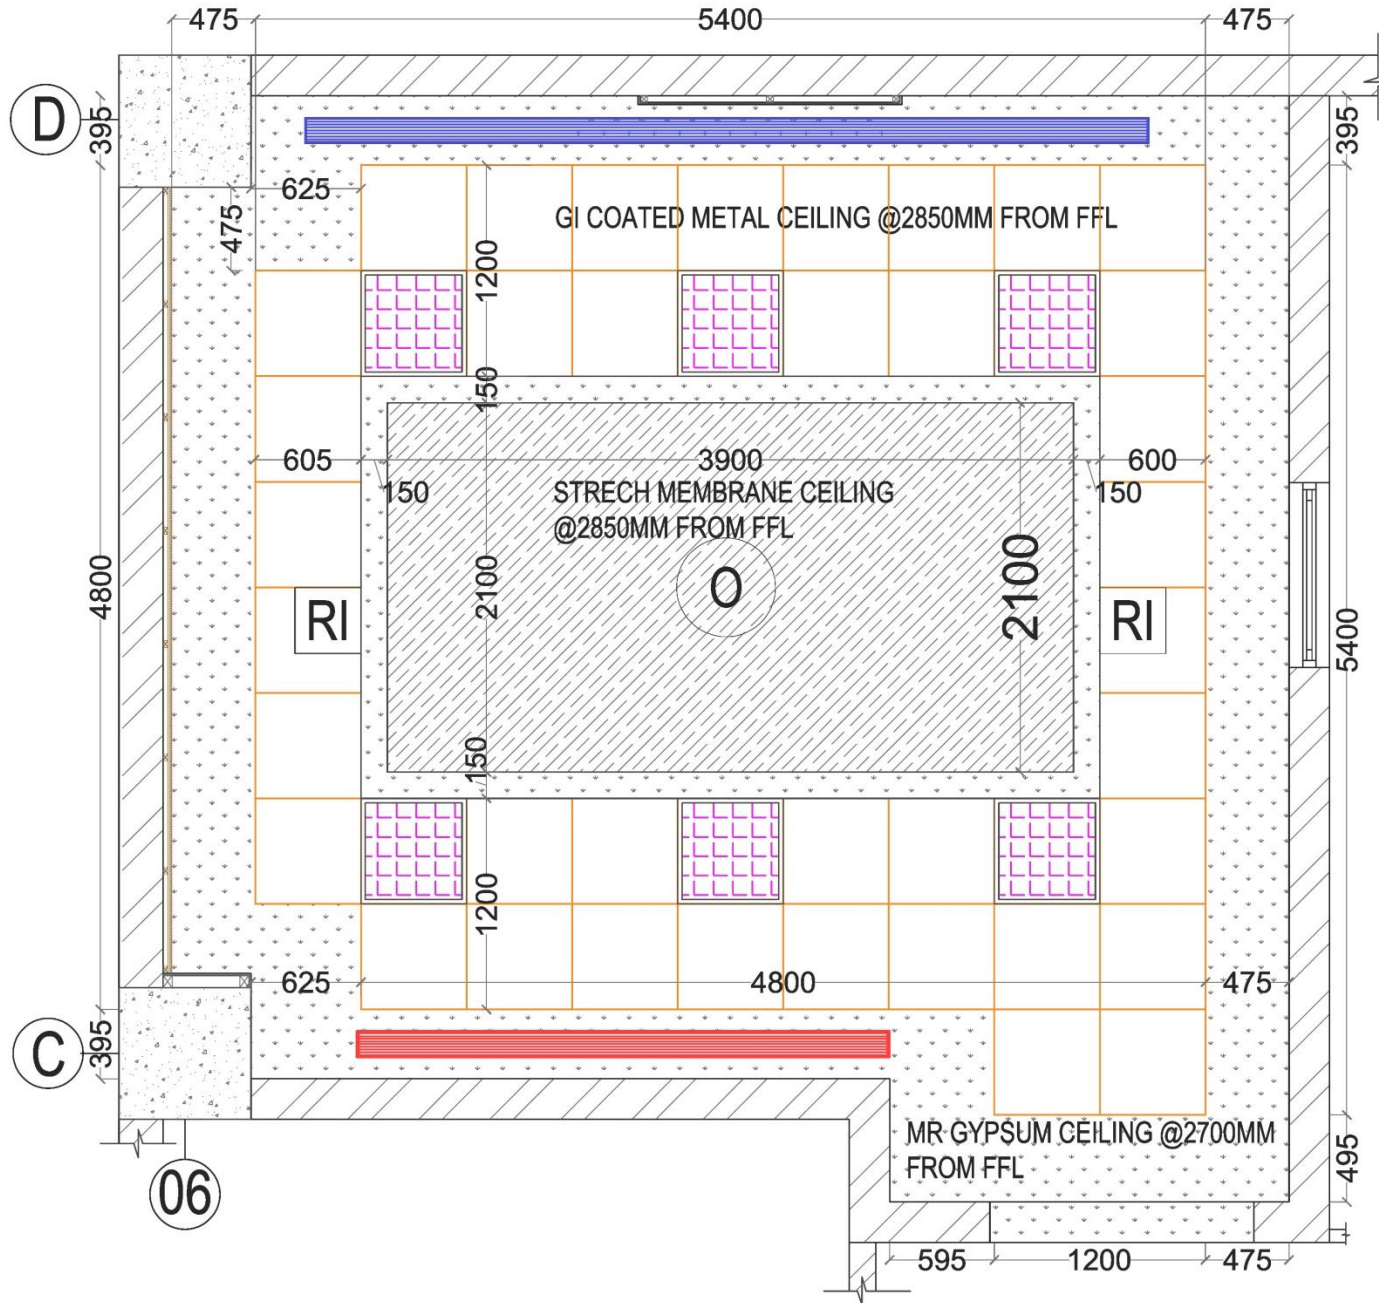 475
5400
475
D
395
395
625
475
GI COATED METAL CEILING @2850MM FROM FFL
1200
150
605
3900
600
150
150
STRECH MEMBRANE CEILING
@2850MM FROM FFL
4800
2100
O
2100
RI
RI
5400
150
1200
625
4800
475
C
395
MR GYPSUM CEILING @2700MM
FROM FFL
495
06
595
1200
475